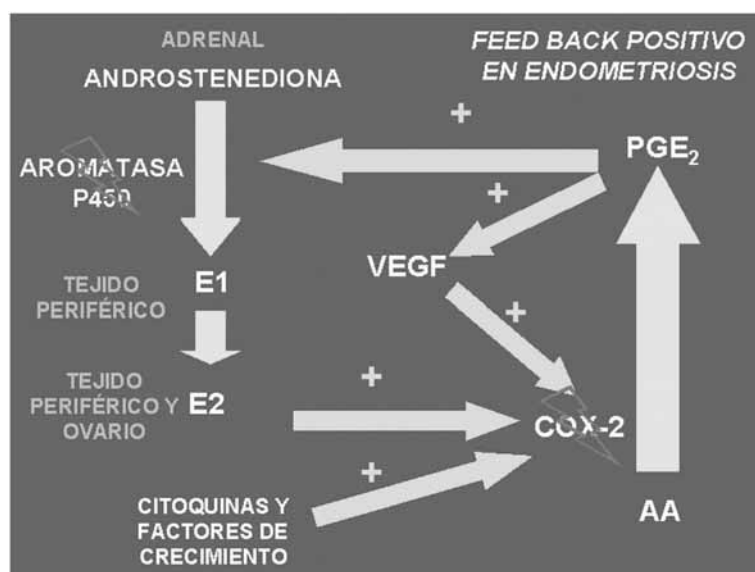 ADRENAL
ANDROSTENEDIONA
FEED BACK POSITIVO
EN ENDOMETRIOSIS
+
PGE₂
AROMATASA
P450
+
VEGF
E1
TEJIDO
PERIFÉRICO
+
TEJIDO
PERIFÉRICO Y
OVARIO
E2
+
COX-2
+
CITOQUINAS Y
FACTORES DE
CRECIMIENTO
AA